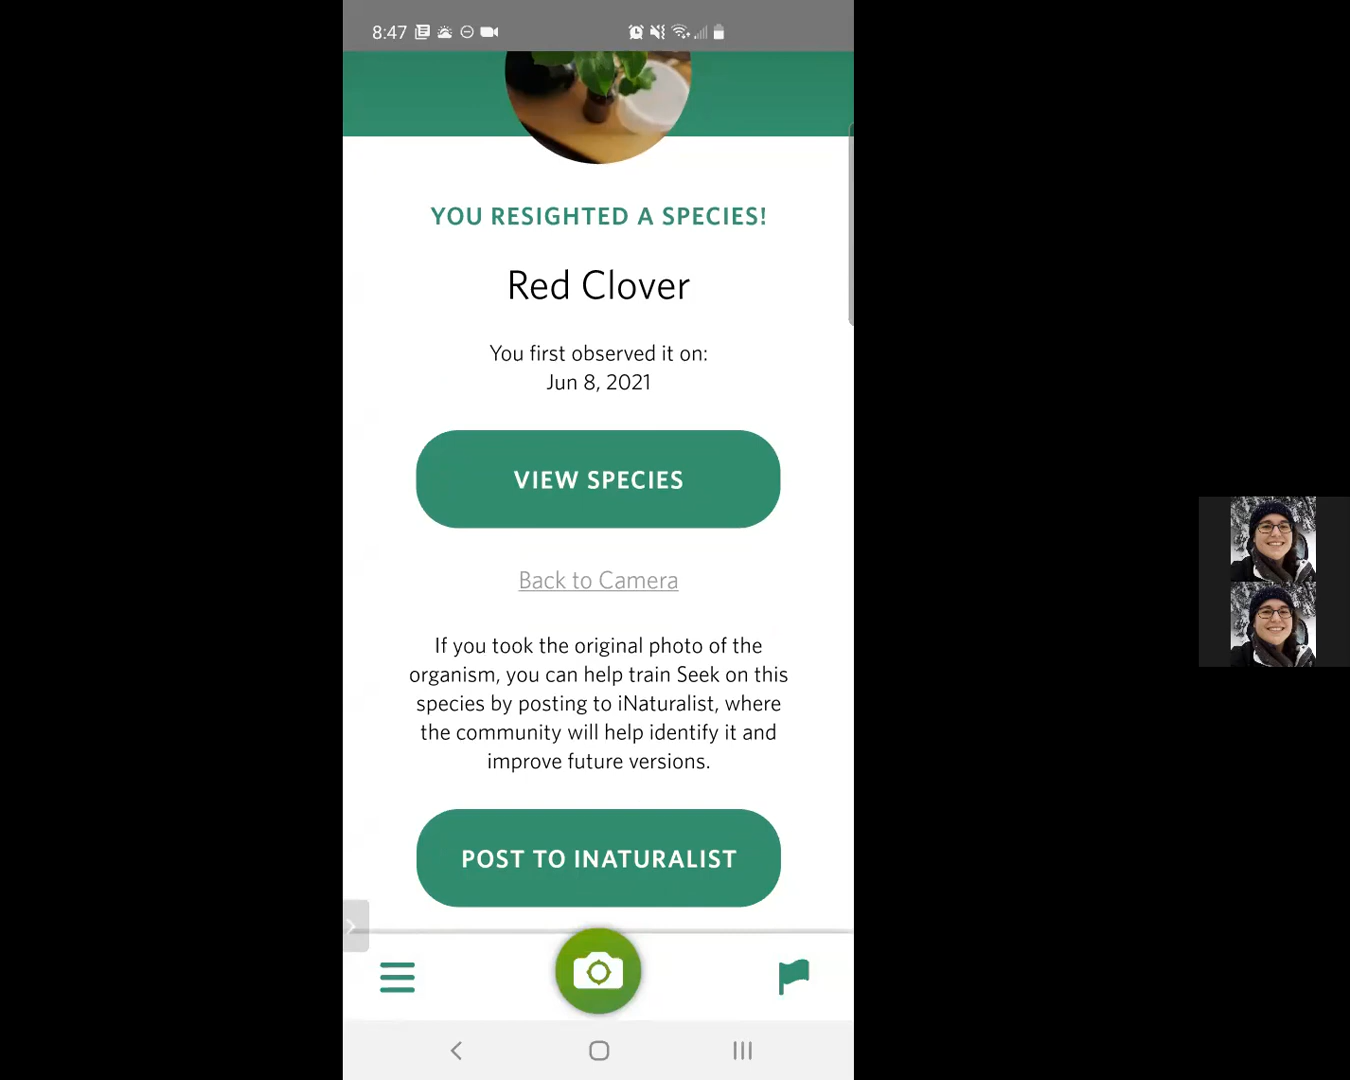 8:47
YOU RESIGHTED A SPECIES!
Red Clover
You first observed it on:
Jun 8, 2021
VIEW SPECIES
Back to Camera
If you took the original photo of the
organism, you can help train Seek on this
species by posting to iNaturalist, where
the community will help identify it and
improve future versions.
POST TO INATURALIST